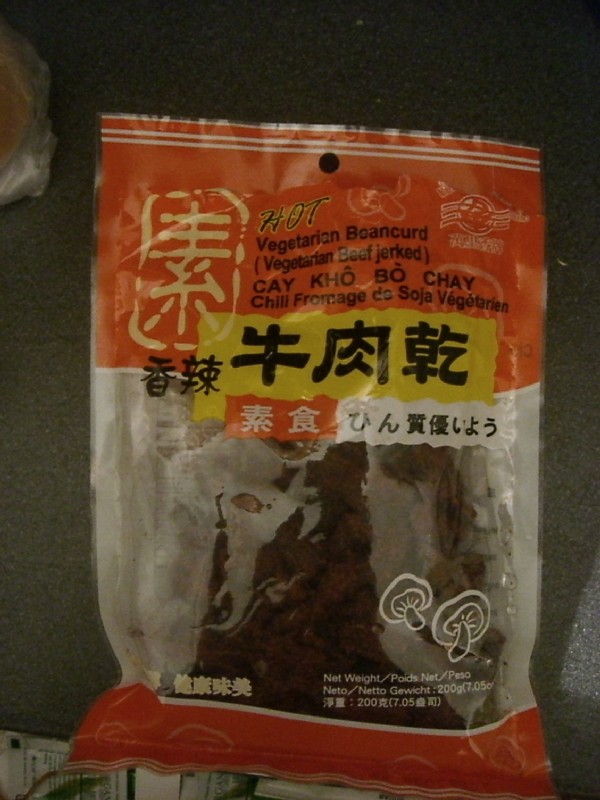 素
HOT
Vegetarian Beancurd
(Vegetarian Beef jerked)
CAY KHÔ BÒ CHAY
Chili Fromage de Soja Végétarien
香辣
牛肉乾
素食
ひん質優いよう
健康味美
Net Weight/Poids Net/Peso
Neto/Netto Gewicht:200g(7.05
淨重:200克(7.05盎司)